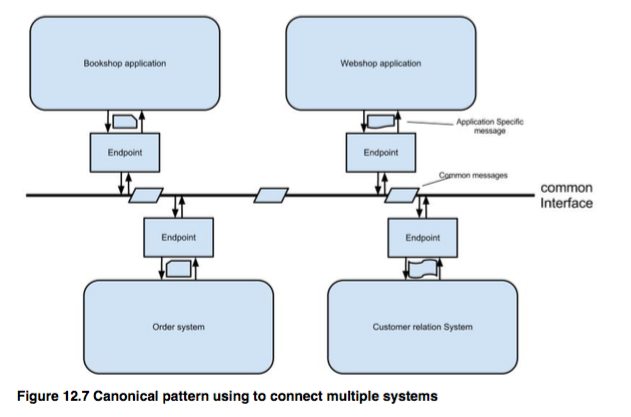 Bookshop application
Webshop application
Application Specific
message
Endpoint
Endpoint
Common messages
common
Interface
Endpoint
Endpoint
Order system
Customer relation System
Figure 12.7 Canonical pattern using to connect multiple systems